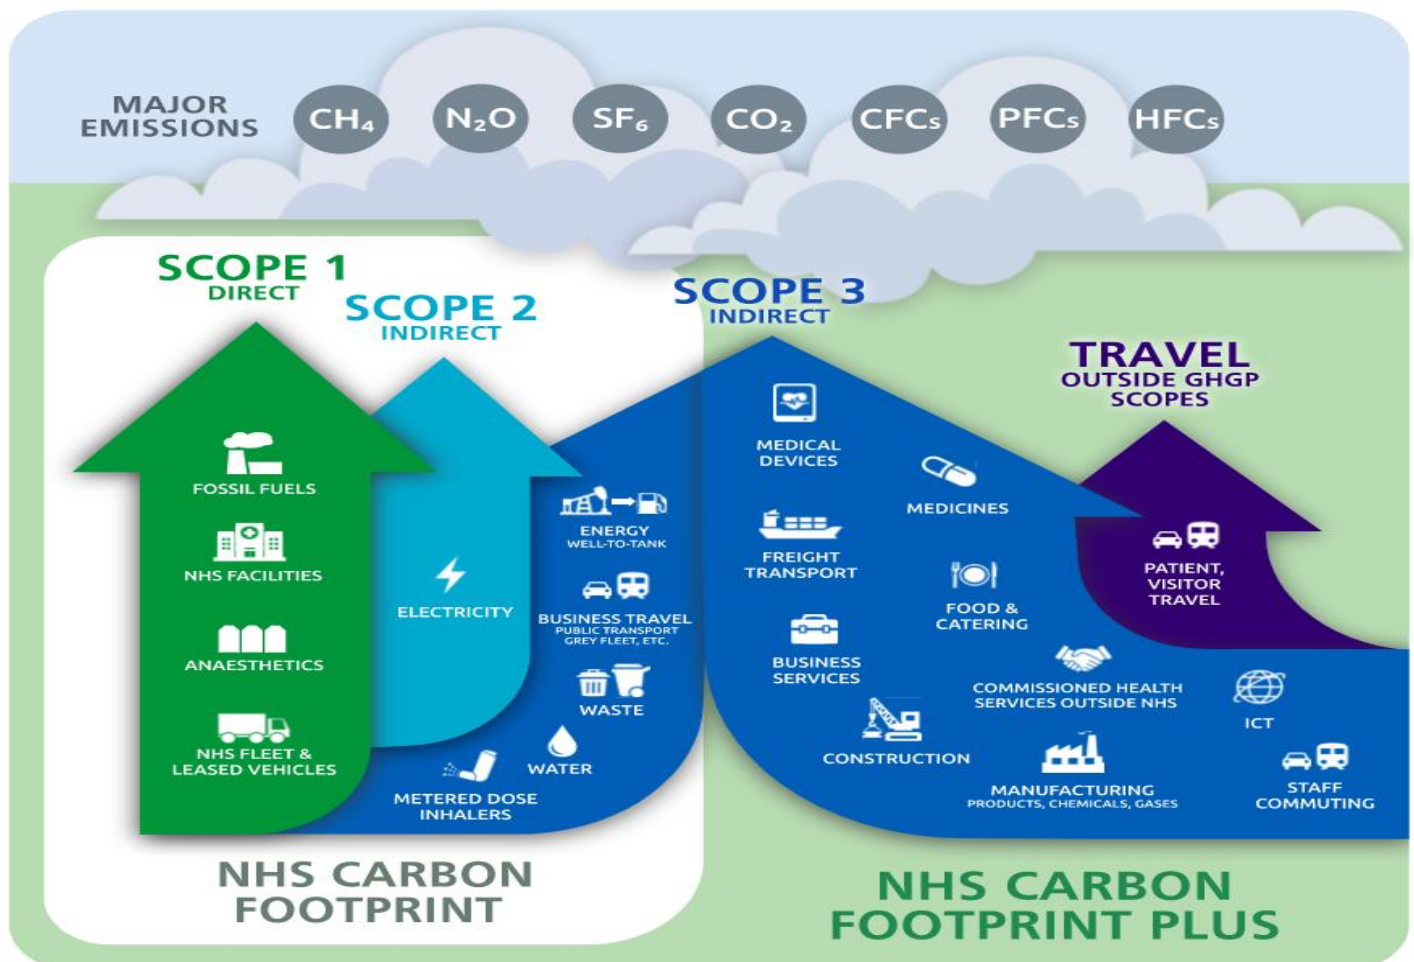 MAJOR
EMISSIONS
CH₄
N₂O
SF₆
CO₂
CFCs
PFCs
HFCs
SCOPE 1
DIRECT
FOSSIL FUELS
NHS FACILITIES
ANAESTHETICS
NHS FLEET &
LEASED VEHICLES
SCOPE 2
INDIRECT
ELECTRICITY
SCOPE 3
INDIRECT
ENERGY
WELL-TO-TANK
BUSINESS TRAVEL
PUBLIC TRANSPORT
GREY FLEET, ETC.
WASTE
WATER
METERED DOSE
INHALERS
MEDICAL
DEVICES
MEDICINES
FREIGHT
TRANSPORT
FOOD &
CATERING
BUSINESS
SERVICES
COMMISSIONED HEALTH
SERVICES OUTSIDE NHS
ICT
CONSTRUCTION
MANUFACTURING
PRODUCTS, CHEMICALS, GASES
STAFF
COMMUTING
TRAVEL
OUTSIDE GHGP
SCOPES
PATIENT,
VISITOR
TRAVEL
NHS CARBON
FOOTPRINT
NHS CARBON
FOOTPRINT PLUS